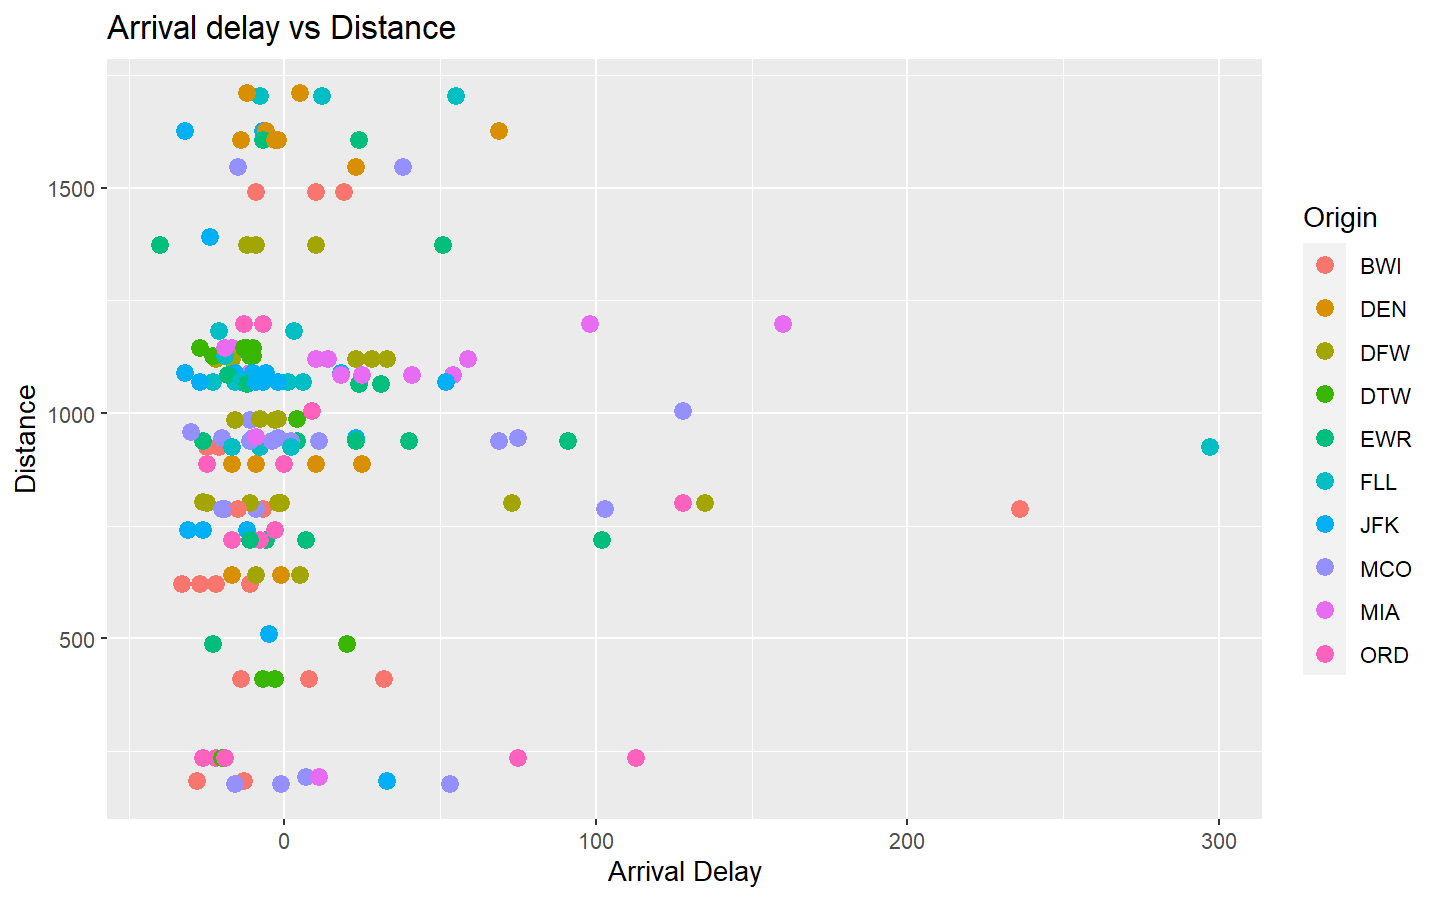 Arrival delay vs Distance
Distance
1500
1000
500
0
100
200
300
Arrival Delay
Origin
BWI
DEN
DFW
DTW
EWR
FLL
JFK
MCO
MIA
ORD